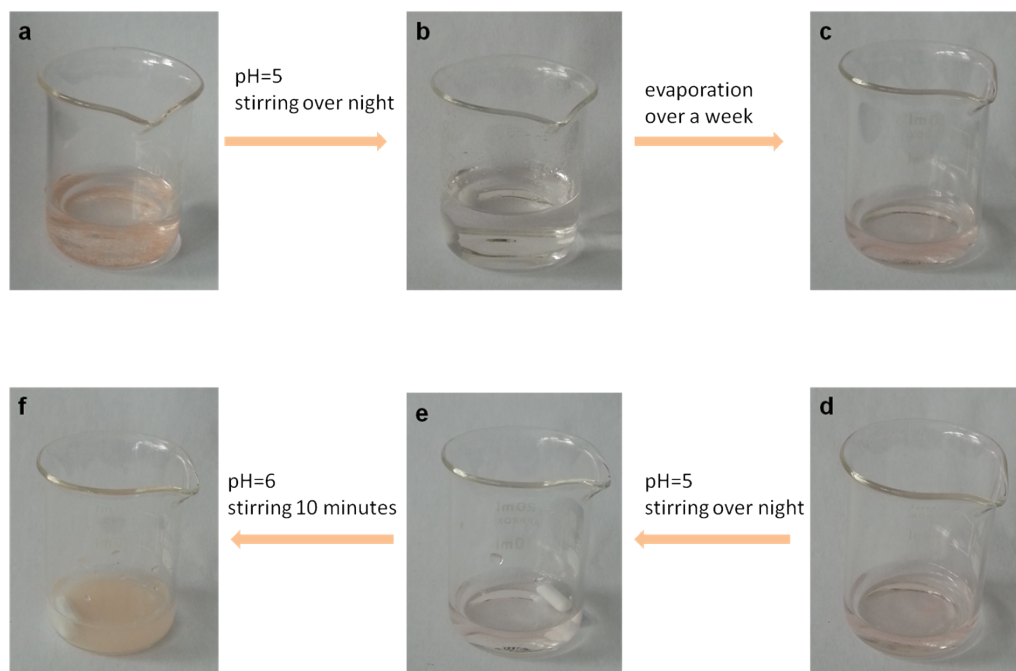 a
pH=5
stirring over night
b
evaporation
over a week
c
f
pH=6
stirring 10 minutes
e
pH=5
stirring over night
d